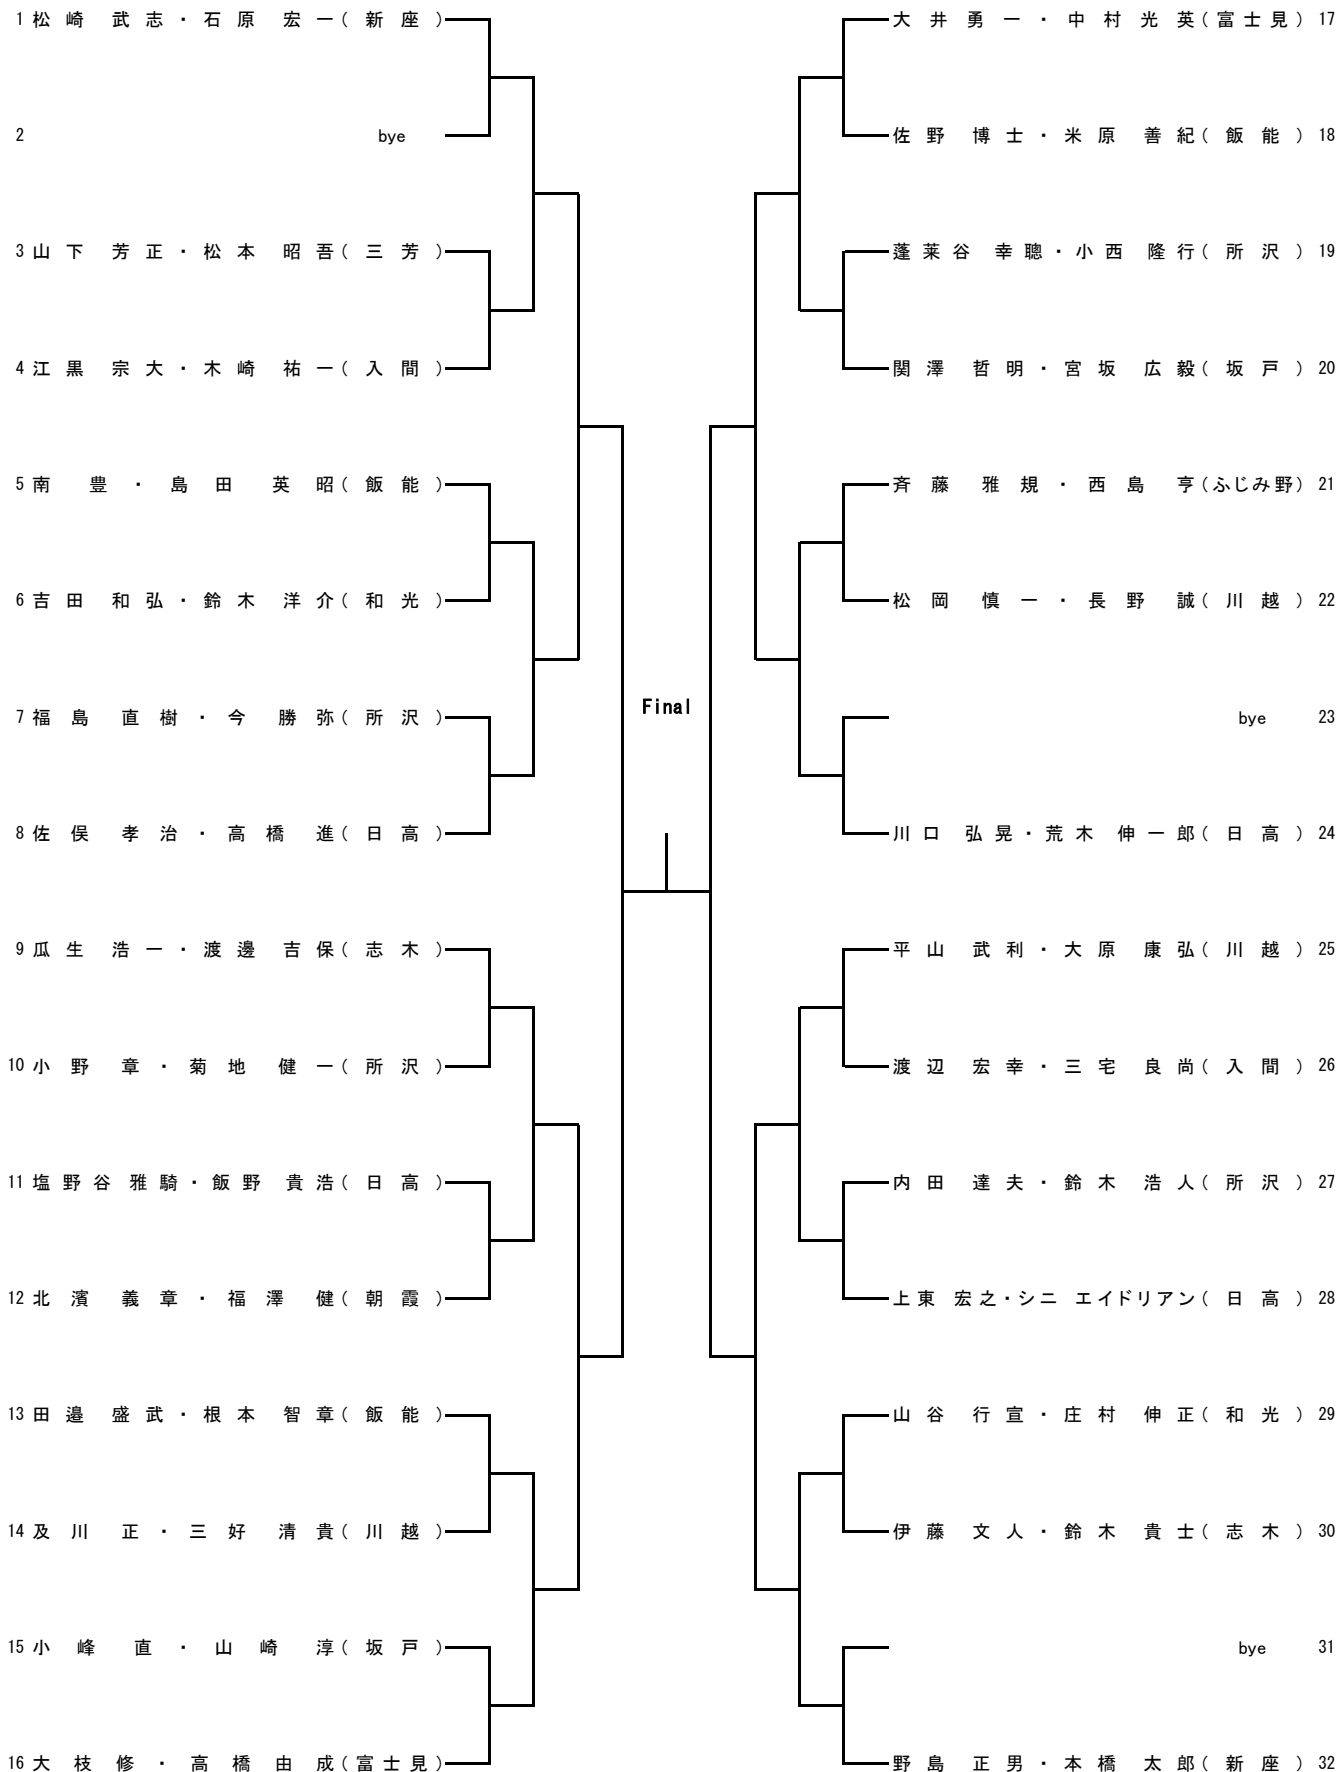 1 松崎 武志・石原 宏一(新座)
2 bye
3 山下 芳正・松本 昭吾(三芳)
4 江黒 宗大・木崎 祐一(入間)
5 南 豊・島田 英昭(飯能)
6 吉田 和弘・鈴木 洋介(和光)
7 福島 直樹・今 勝弥(所沢)
8 佐俣 孝治・高橋 進(日高)
9 瓜生 浩一・渡邊 吉保(志木)
10 小野 章・菊地 健一(所沢)
11 塩野谷 雅騎・飯野 貴浩(日高)
12 北濱 義章・福澤 健(朝霞)
13 田邉 盛武・根本 智章(飯能)
14 及川 正・三好 清貴(川越)
15 小峰 直・山崎 淳(坂戸)
16 大枝修・高橋由成(富士見)
Final
大井勇一・中村光英(富士見) 17
佐野 博士・米原 善紀(飯能) 18
蓬莱谷 幸聰・小西 隆行(所沢) 19
関澤 哲明・宮坂 広毅(坂戸) 20
斉藤 雅規・西島 亨(ふじみ野) 21
松岡 慎一・長野 誠(川越) 22
bye 23
川口 弘晃・荒木 伸一郎(日高) 24
平山 武利・大原 康弘(川越) 25
渡辺 宏幸・三宅 良尚(入間) 26
内田 達夫・鈴木 浩人(所沢) 27
上東 宏之・シニ エイドリアン(日高) 28
山谷 行宣・庄村 伸正(和光) 29
伊藤 文人・鈴木 貴士(志木) 30
bye 31
野島 正男・本橋 太郎(新座) 32